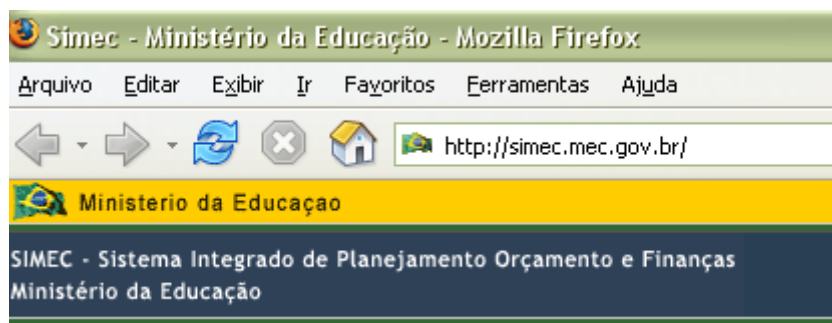 Simec - Ministério da Educação - Mozilla Firefox
Arquivo Editar Exibir Ir Favoritos Ferramentas Ajuda
http://simec.mec.gov.br/
Ministerio da Educaçao
SIMEC - Sistema Integrado de Planejamento Orçamento e Finanças
Ministério da Educação